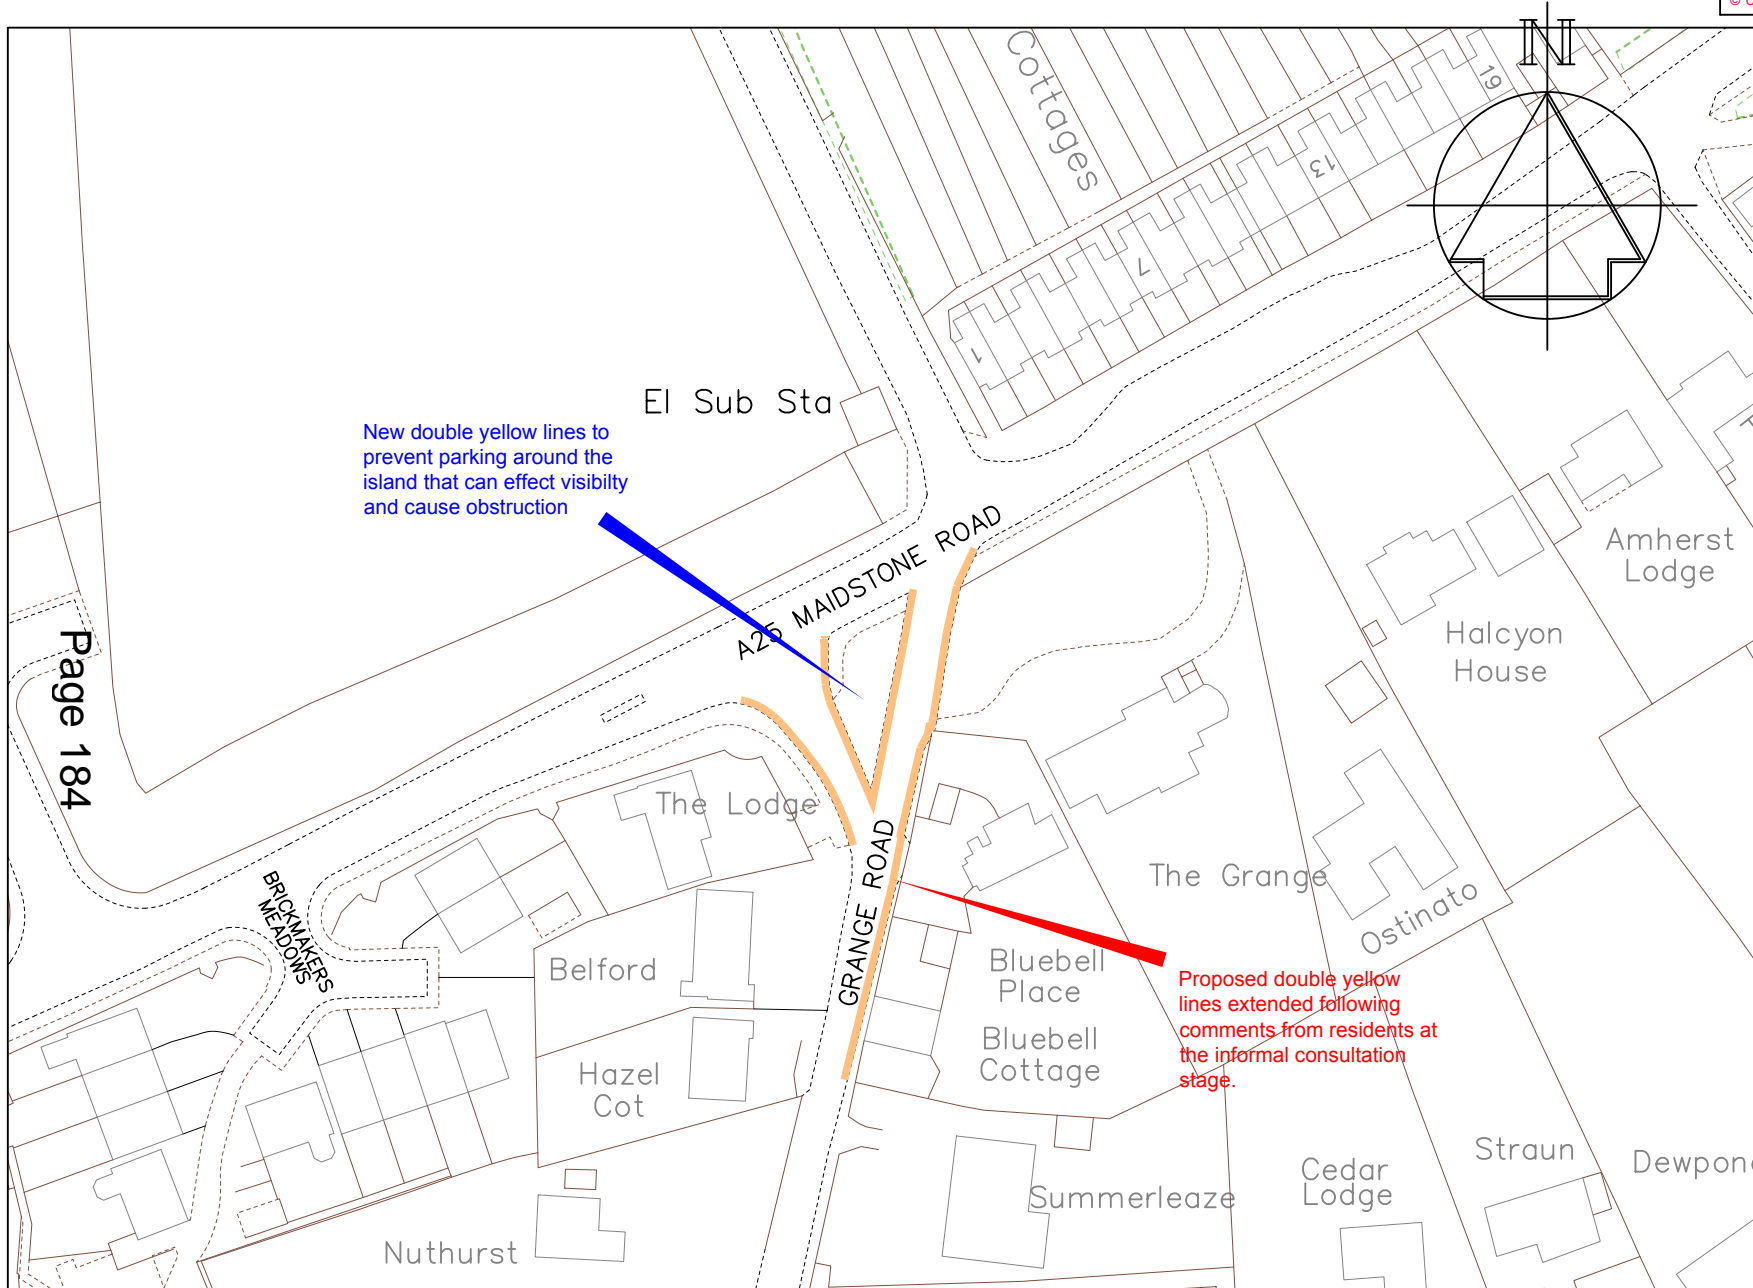 N
Cottages
19
13
7
1
El Sub Sta
New double yellow lines to
prevent parking around the
island that can effect visibilty
and cause obstruction
A25 MAIDSTONE ROAD
Amherst
Lodge
Halcyon
House
Page 184
The Lodge
GRANGE ROAD
The Grange
Ostinato
BRICKMAKERS
MEADOWS
Belford
Bluebell
Place
Proposed double yellow
lines extended following
comments from residents at
the informal consultation
stage.
Bluebell
Cottage
Hazel
Cot
Straun
Cedar
Lodge
Summerleaze
Nuthurst